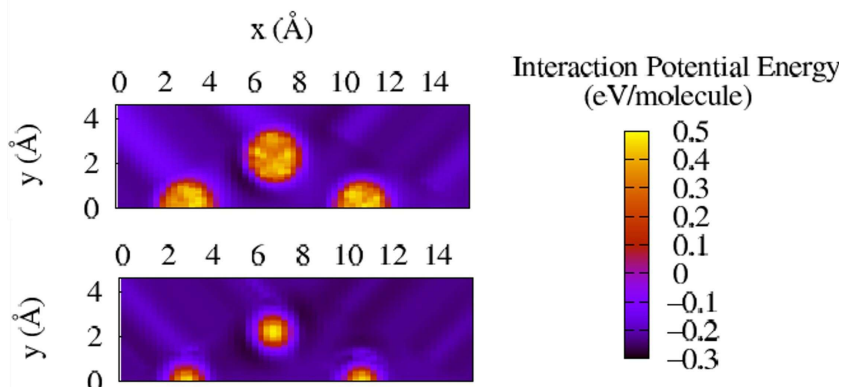 x (Å)
0 2 4 6 8 10 12 14
Interaction Potential Energy
(eV/molecule)
y (Å)
4
2
0
0.5
0.4
0.3
0.2
0.1
0
−0.1
−0.2
−0.3
0 2 4 6 8 10 12 14
y (Å)
4
2
0